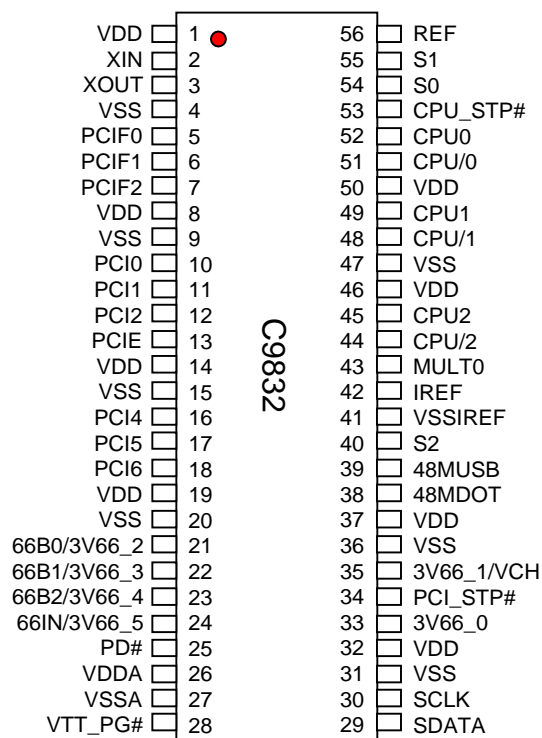 VDD 1 56 REF
XIN 2 55 S1
XOUT 3 54 S0
VSS 4 53 CPU_STP#
PCIF0 5 52 CPU0
PCIF1 6 51 CPU/0
PCIF2 7 50 VDD
VDD 8 49 CPU1
VSS 9 48 CPU/1
PCI0 10 47 VSS
PCI1 11 46 VDD
PCI2 12 45 CPU2
PCIE 13 44 CPU/2
VDD 14 43 MULT0
VSS 15 42 IREF
PCI4 16 41 VSSIREF
PCI5 17 40 S2
PCI6 18 39 48MUSB
VDD 19 38 48MDOT
VSS 20 37 VDD
66B0/3V66_2 21 36 VSS
66B1/3V66_3 22 35 3V66_1/VCH
66B2/3V66_4 23 34 PCI_STP#
66IN/3V66_5 24 33 3V66_0
PD# 25 32 VDD
VDDA 26 31 VSS
VSSA 27 30 SCLK
VTT_PG# 28 29 SDATA
C9832